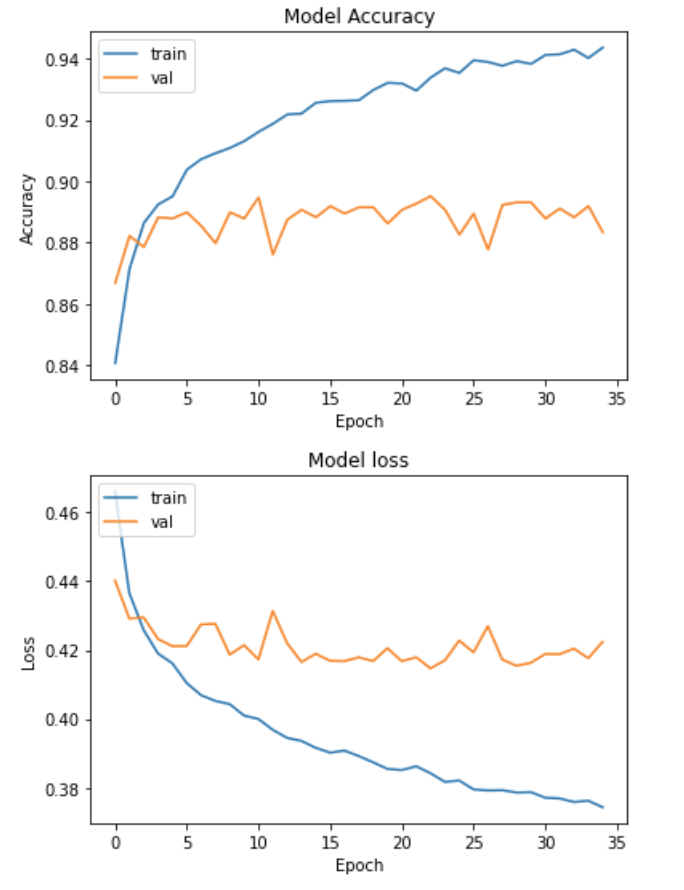 Model Accuracy
train
val
0.94
0.92
0.90
0.88
0.86
0.84
Accuracy
0 5 10 15 20 25 30 35
Epoch
Model loss
train
val
0.46
0.44
0.42
0.40
0.38
Loss
0 5 10 15 20 25 30 35
Epoch